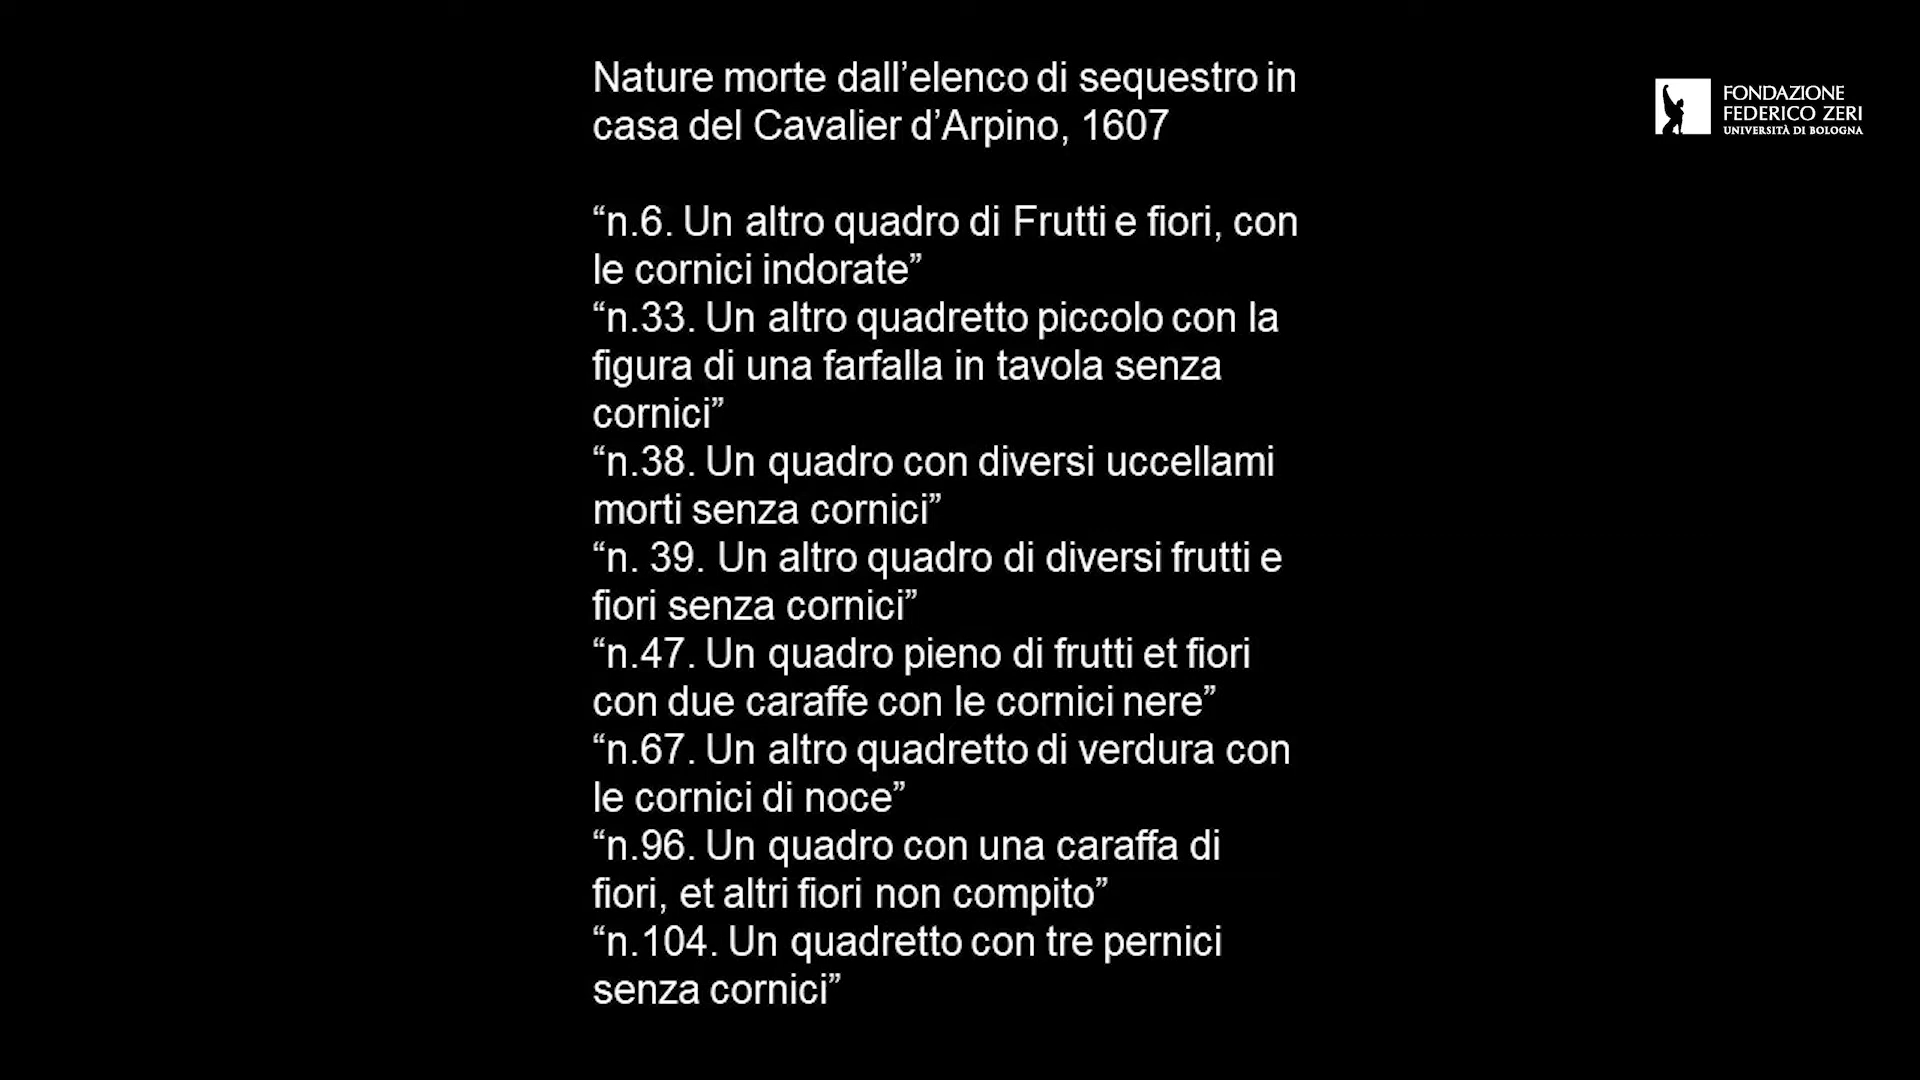 Nature morte dall’elenco di sequestro in
casa del Cavalier d’Arpino, 1607
“n.6. Un altro quadro di Frutti e fiori, con
le cornici indorate”
“n.33. Un altro quadretto piccolo con la
figura di una farfalla in tavola senza
cornici”
“n.38. Un quadro con diversi uccellami
morti senza cornici”
“n. 39. Un altro quadro di diversi frutti e
fiori senza cornici”
“n.47. Un quadro pieno di frutti et fiori
con due caraffe con le cornici nere”
“n.67. Un altro quadretto di verdura con
le cornici di noce”
“n.96. Un quadro con una caraffa di
fiori, et altri fiori non compito”
“n.104. Un quadretto con tre pernici
senza cornici”
FONDAZIONE
FEDERICO ZERI
UNIVERSITÀ DI BOLOGNA